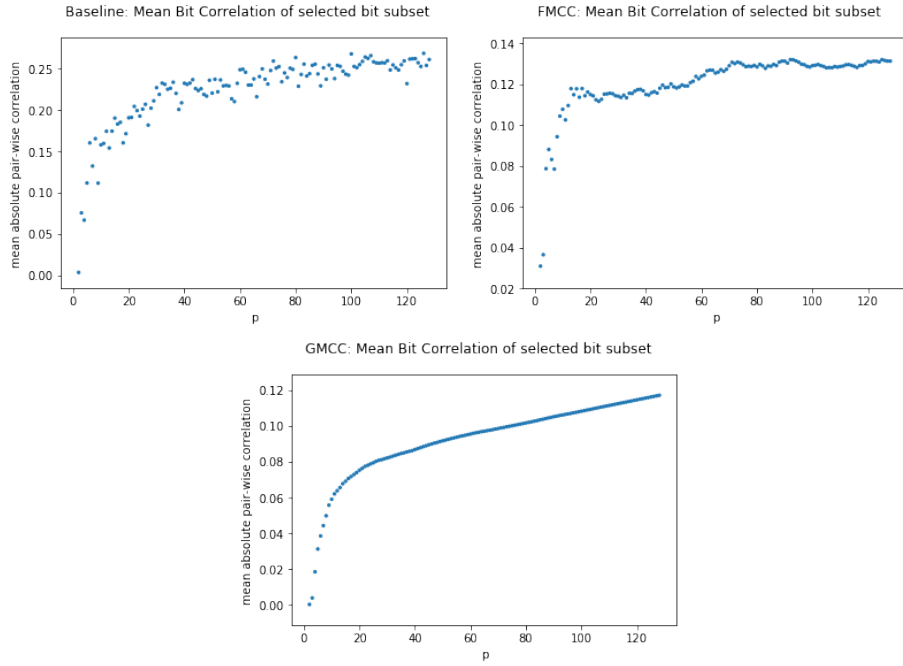 Baseline: Mean Bit Correlation of selected bit subset
mean absolute pair-wise correlation
0.25
0.20
0.15
0.10
0.05
0.00
0 20 40 60 80 100 120
p
FMCC: Mean Bit Correlation of selected bit subset
mean absolute pair-wise correlation
0.14
0.12
0.10
0.08
0.06
0.04
0.02
0 20 40 60 80 100 120
p
GMCC: Mean Bit Correlation of selected bit subset
mean absolute pair-wise correlation
0.12
0.10
0.08
0.06
0.04
0.02
0.00
0 20 40 60 80 100 120
p